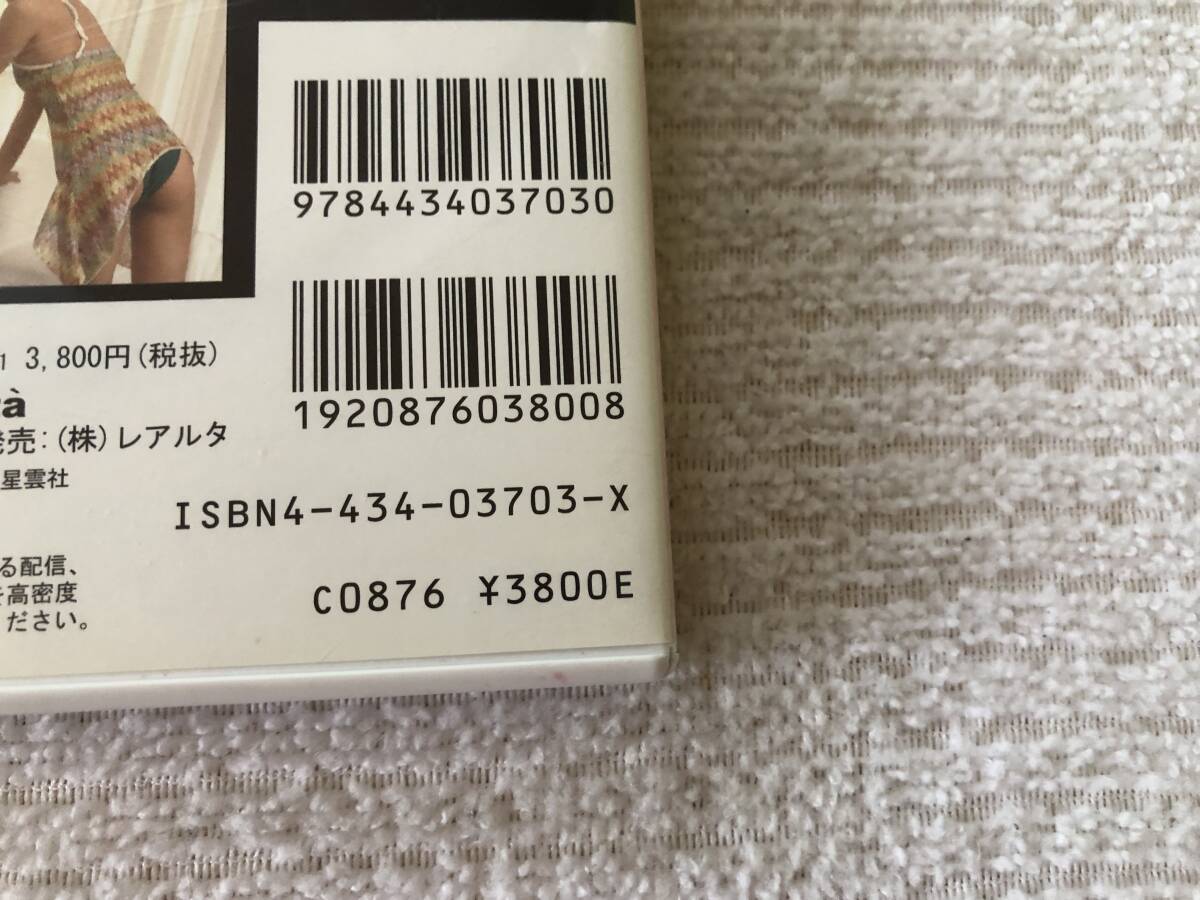 9784434037030
1 3,800円(税抜)
1920876038008
発売:(株)レアルタ
星雲社
ISBN4-434-03703-X
る配信、
高密度
ださい。
C0876 ¥3800E